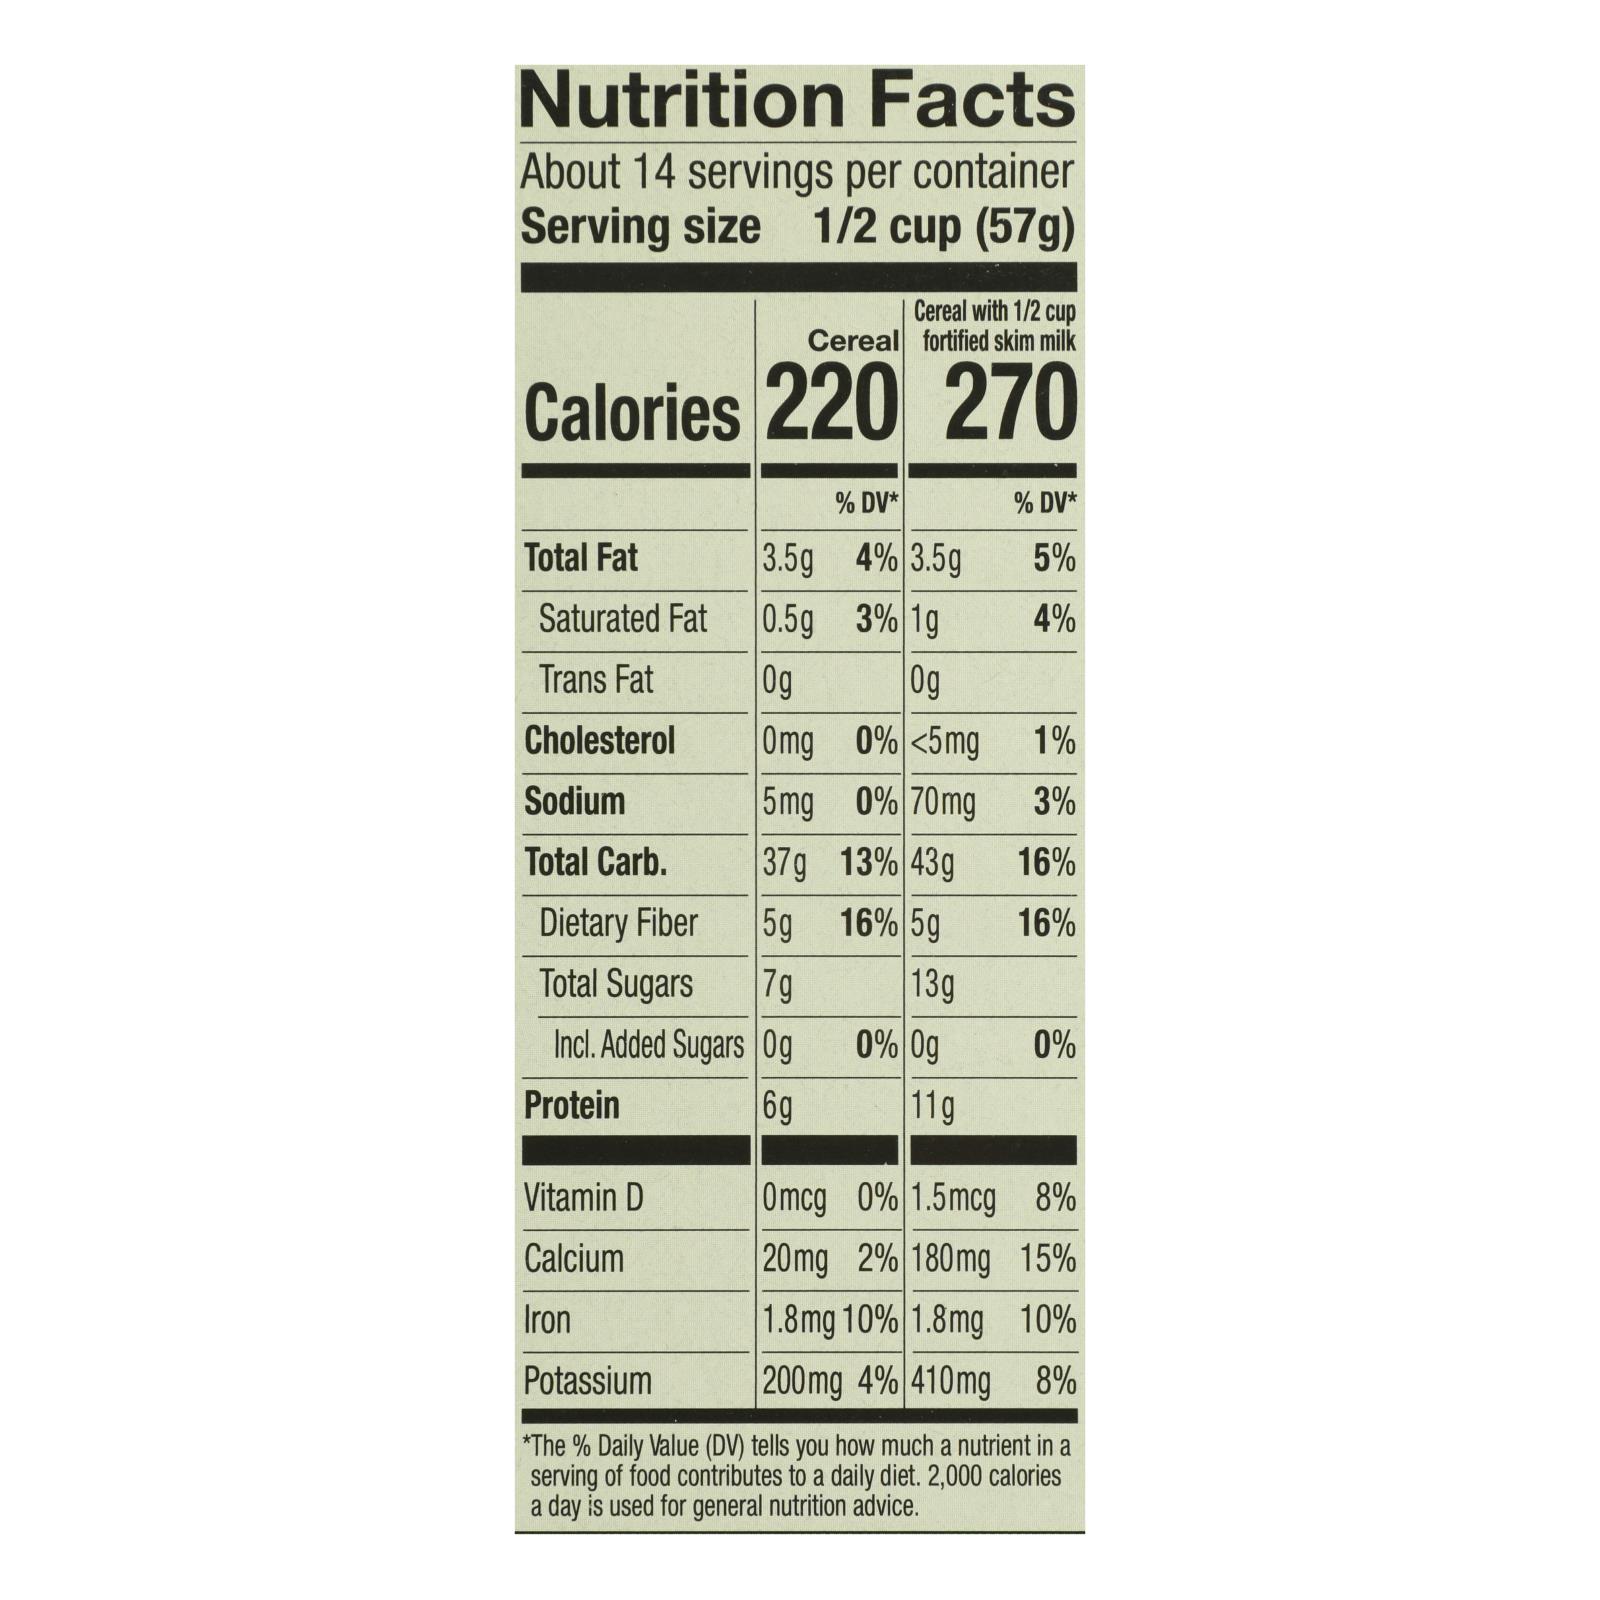 Nutrition Facts
About 14 servings per container
Serving size 1/2 cup (57g)
Cereal with 1/2 cup
Cereal fortified skim milk
Calories 220 270
% DV* % DV*
Total Fat 3.5g 4% 3.5g 5%
Saturated Fat 0.5g 3% 1g 4%
Trans Fat 0g 0g
Cholesterol 0mg 0% <5mg 1%
Sodium 5mg 0% 70mg 3%
Total Carb. 37g 13% 43g 16%
Dietary Fiber 5g 16% 5g 16%
Total Sugars 7g 13g
Incl. Added Sugars 0g 0% 0g 0%
Protein 6g 11g
Vitamin D 0mcg 0% 1.5mcg 8%
Calcium 20mg 2% 180mg 15%
Iron 1.8mg 10% 1.8mg 10%
Potassium 200mg 4% 410mg 8%
*The % Daily Value (DV) tells you how much a nutrient in a
serving of food contributes to a daily diet. 2,000 calories
a day is used for general nutrition advice.